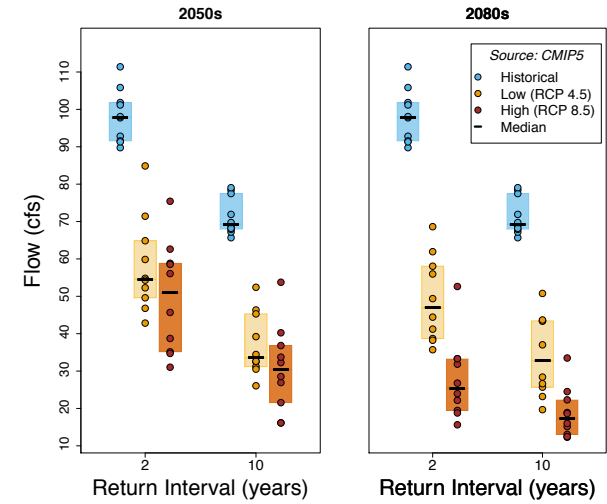 2050s
2080s
Source: CMIP5
Historical
Low (RCP 4.5)
High (RCP 8.5)
Median
Flow (cfs)
110
100
90
80
70
60
50
40
30
20
10
2
10
2
10
Return Interval (years)
Return Interval (years)